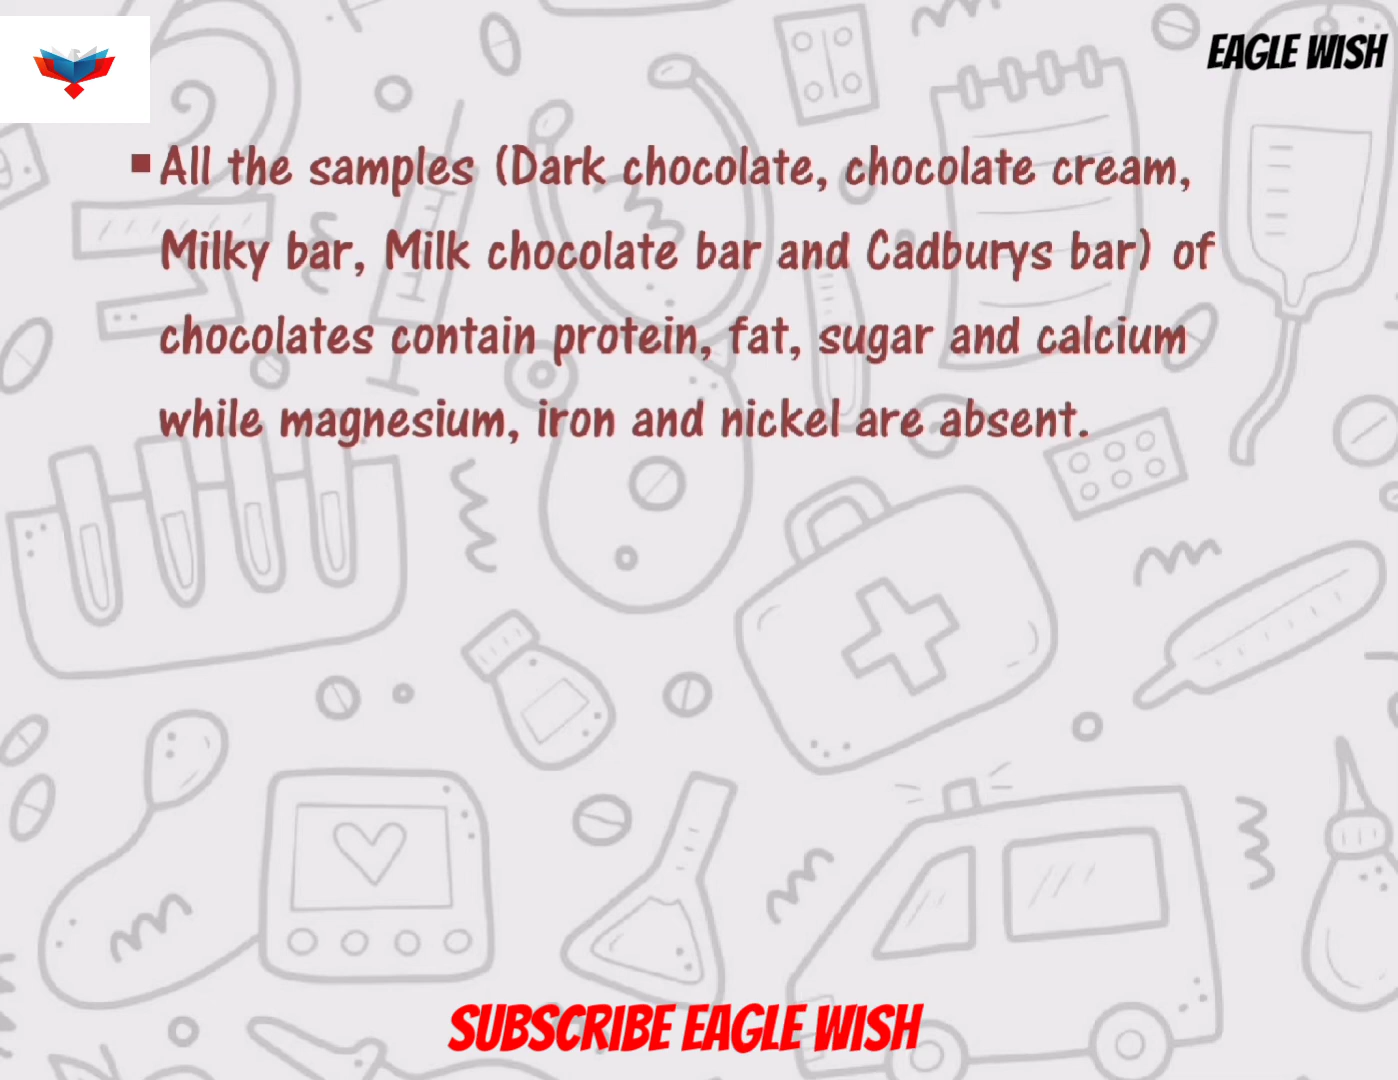 EAGLE WISH
▪ All the samples (Dark chocolate, chocolate cream,
Milky bar, Milk chocolate bar and Cadburys bar) of
chocolates contain protein, fat, sugar and calcium
while magnesium, iron and nickel are absent.
SUBSCRIBE EAGLE WISH